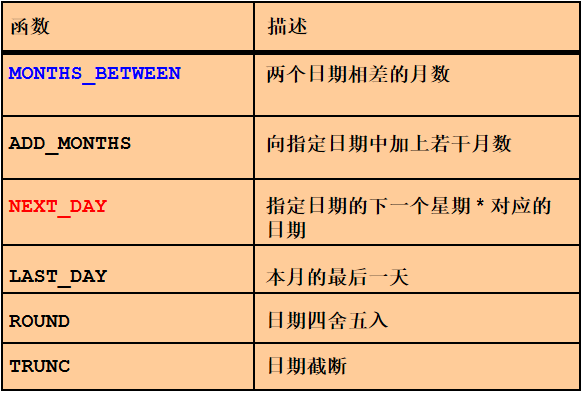 函数 描述
MONTHS_BETWEEN 两个日期相差的月数
ADD_MONTHS 向指定日期中加上若干月数
NEXT_DAY 指定日期的下一个星期 * 对应的
日期
LAST_DAY 本月的最后一天
ROUND 日期四舍五入
TRUNC 日期截断